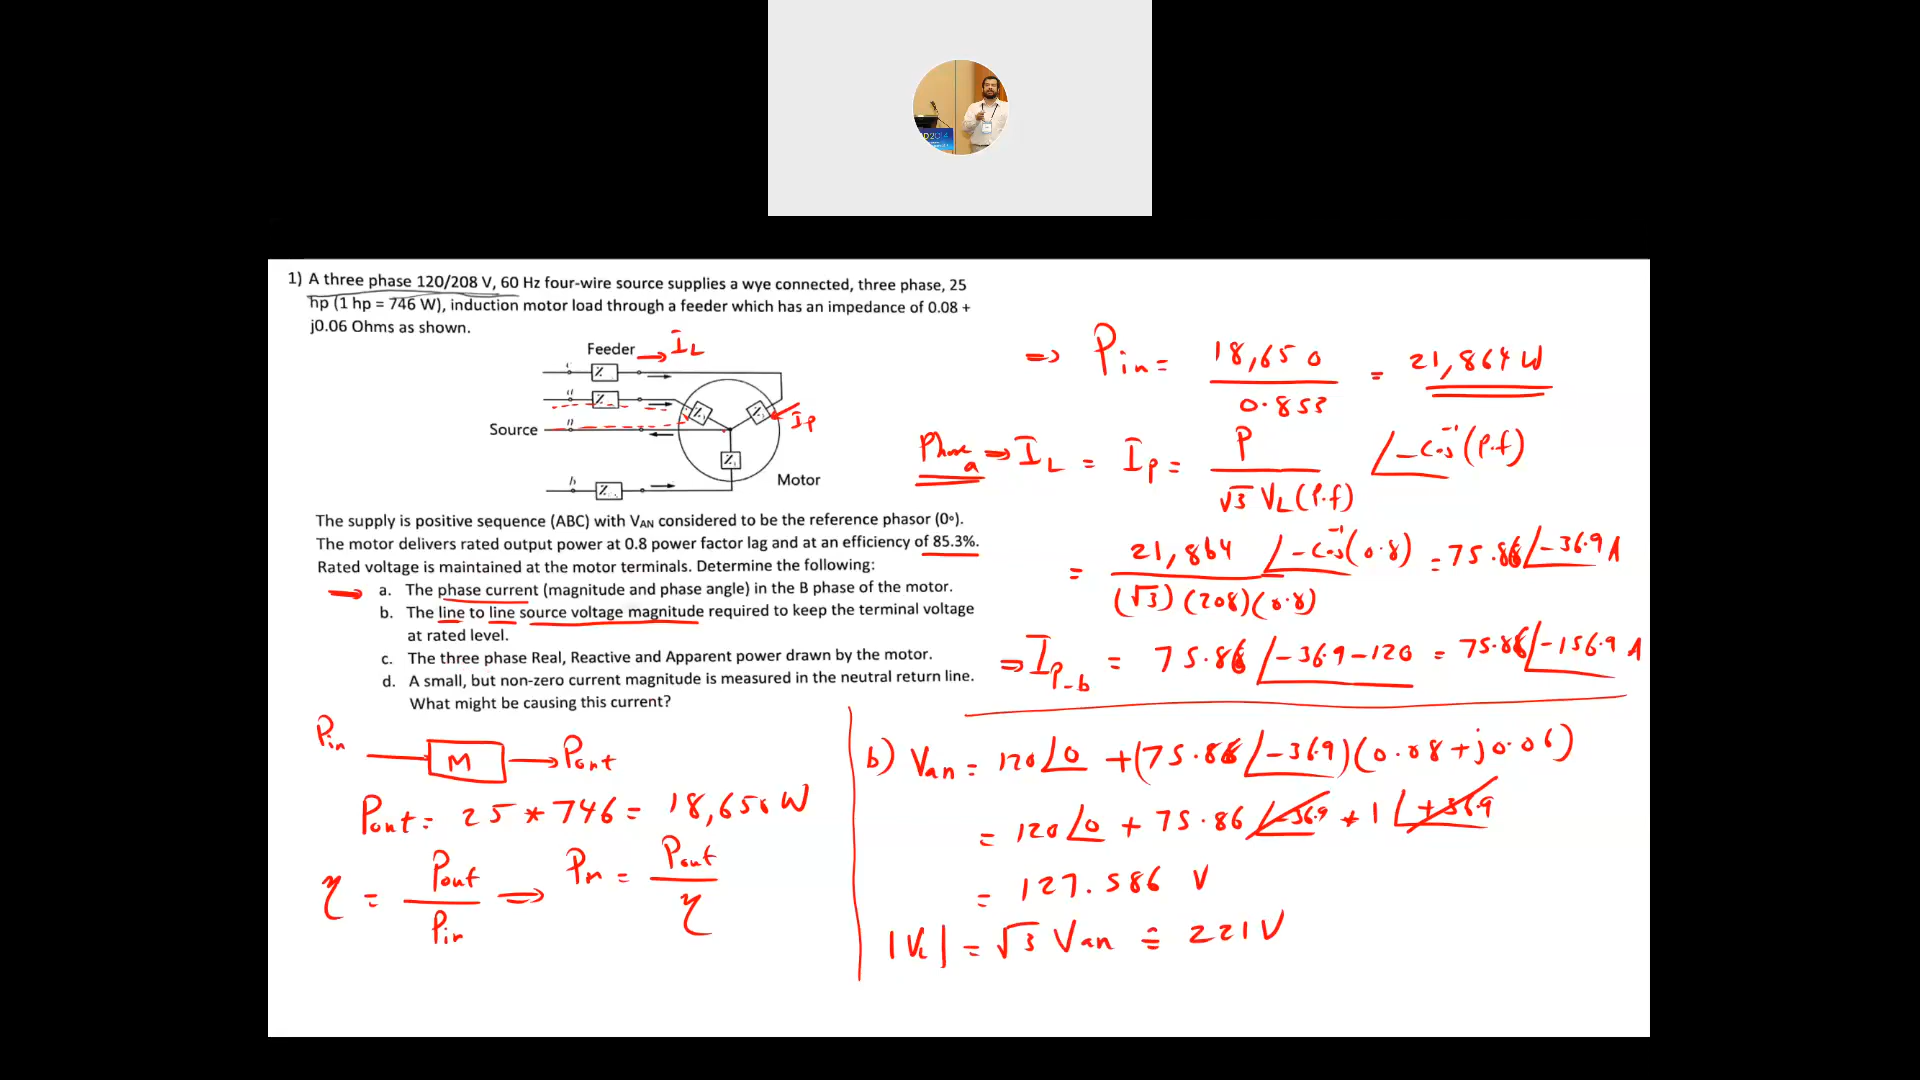 1) A three phase 120/208 V, 60 Hz four-wire source supplies a wye connected, three phase, 25
hp (1 hp = 746 W), induction motor load through a feeder which has an impedance of 0.08 +
j0.06 Ohms as shown.
Feeder → I_L
c Z
a Z
Z Z I_P
Source n
Z
b Z
Motor
The supply is positive sequence (ABC) with V_AN considered to be the reference phasor (0°).
The motor delivers rated output power at 0.8 power factor lag and at an efficiency of 85.3%.
Rated voltage is maintained at the motor terminals. Determine the following:
a. The phase current (magnitude and phase angle) in the B phase of the motor.
b. The line to line source voltage magnitude required to keep the terminal voltage
at rated level.
c. The three phase Real, Reactive and Apparent power drawn by the motor.
d. A small, but non-zero current magnitude is measured in the neutral return line.
What might be causing this current?
Pin M → Pout
Pout = 25 * 746 = 18,650 W
η = Pout / Pin ⇒ Pin = Pout / η
⇒ Pin = 18,650 / 0.853 = 21,864 W
Phase a ⇒ I_L = I_P = P / √3 V_L (P.f) ∠-cos⁻¹(P.f)
= 21,864 / (√3)(208)(0.8) ∠-cos⁻¹(0.8) = 75.86 ∠-36.9 A
⇒ I_P-b = 75.86 ∠-36.9-120 = 75.86 ∠-156.9 A
b) Van = 120∠0 + (75.86 ∠-36.9)(0.08+j0.06)
= 120∠0 + 75.86 ∠-36.9 * 1 ∠+36.9
= 127.586 V
|V_L| = √3 Van = 221 V